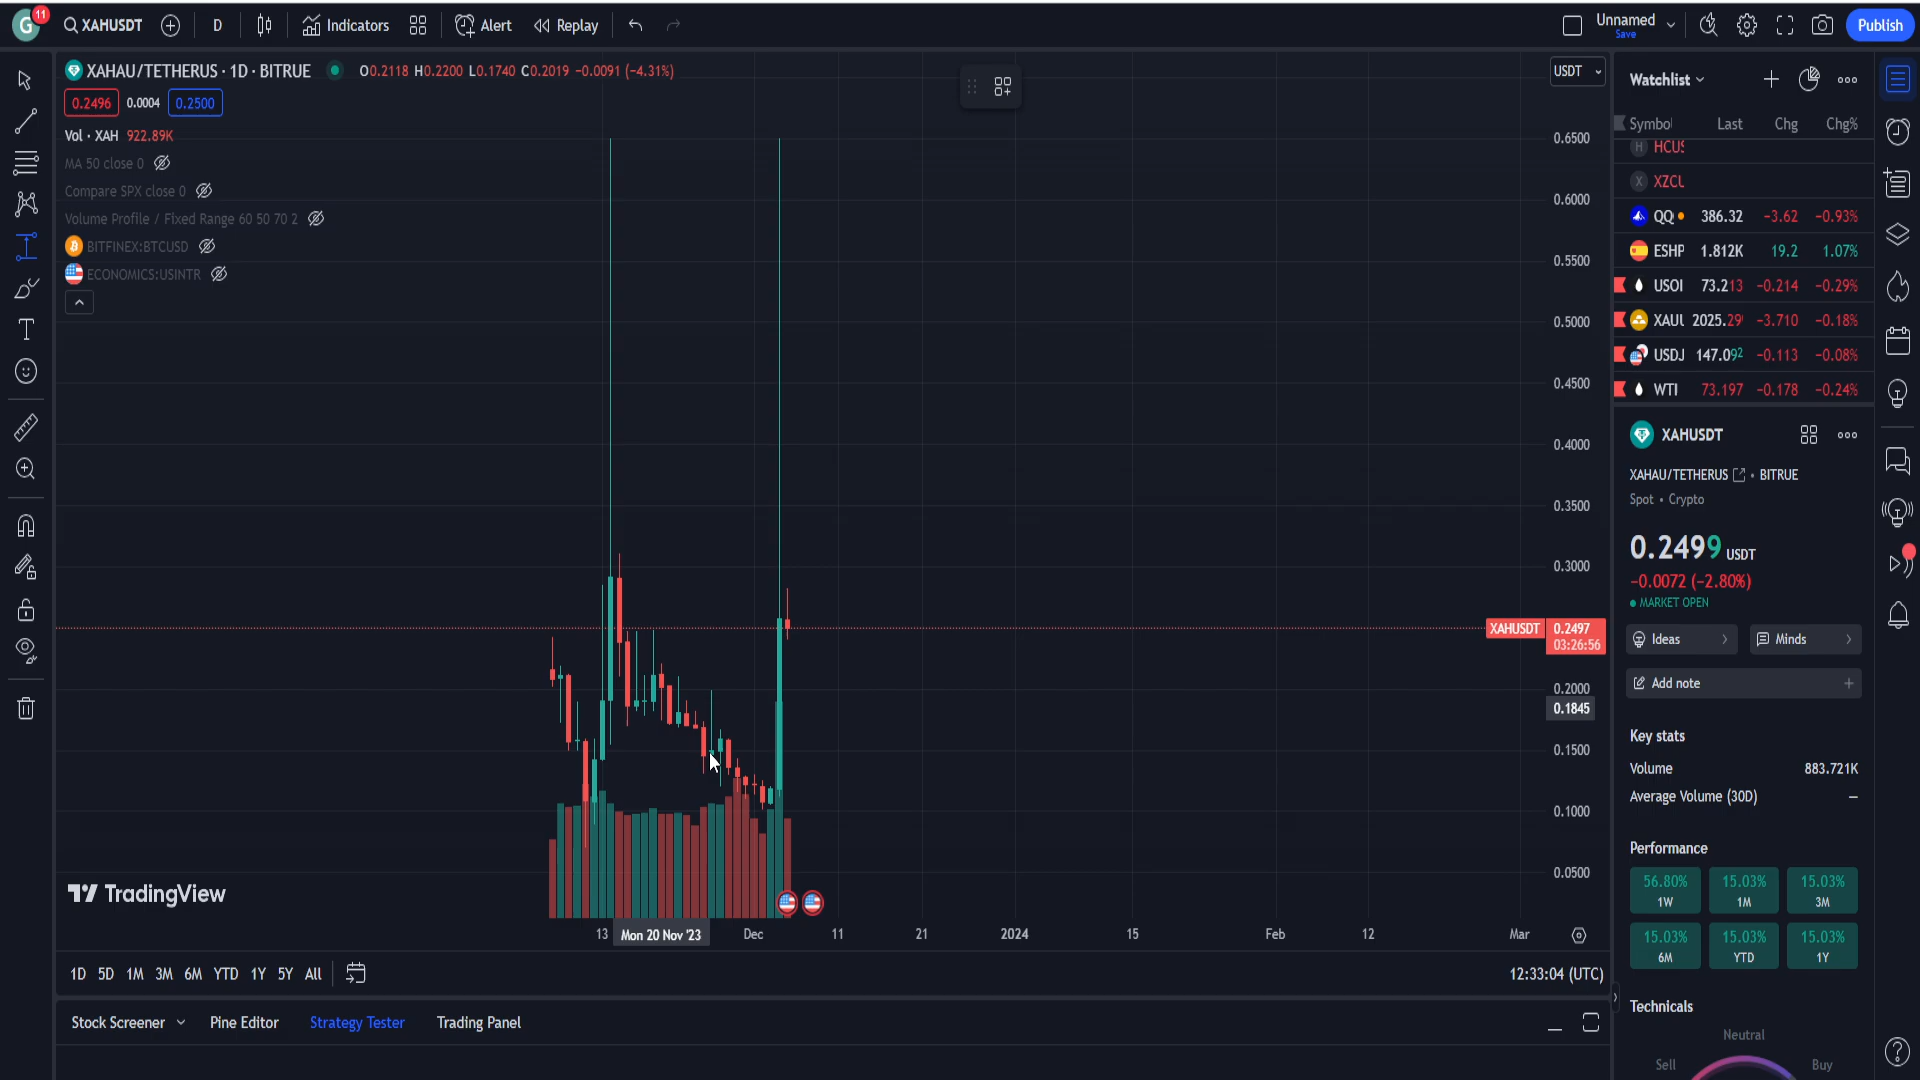 G 11 XAHUSDT D Indicators Alert Replay Unnamed Save Publish
XAHAU/TETHERUS · 1D · BITRUE O0.2118 H0.2200 L0.1740 C0.2019 −0.0091 (−4.31%) USDT
0.2496 0.0004 0.2500
Vol · XAH 922.89K
MA 50 close 0
Compare SPX close 0
Volume Profile / Fixed Range 60 50 70 2
BITFINEX:BTCUSD
ECONOMICS:USINTR
0.6500
0.6000
0.5500
0.5000
0.4500
0.4000
0.3500
0.3000
XAHUSDT 0.2497
03:26:56
0.2000
0.1845
0.1500
0.1000
0.0500
TradingView
13 Mon 20 Nov '23 Dec 11 21 2024 15 Feb 12 Mar
1D 5D 1M 3M 6M YTD 1Y 5Y All 12:33:04 (UTC)
Stock Screener Pine Editor Strategy Tester Trading Panel
Watchlist
Symbol Last Chg Chg%
H HCUS
X XZCU
QQ 386.32 −3.62 −0.93%
ESHP 1.812K 19.2 1.07%
USOI 73.213 −0.214 −0.29%
XAUU 2025.29 −3.710 −0.18%
USDJ 147.092 −0.113 −0.08%
WTI 73.197 −0.178 −0.24%
XAHUSDT
XAHAU/TETHERUS • BITRUE
Spot • Crypto
0.2499 USDT
−0.0072 (−2.80%)
MARKET OPEN
Ideas Minds
Add note
Key stats
Volume 883.721K
Average Volume (30D) —
Performance
56.80% 15.03% 15.03%
1W 1M 3M
15.03% 15.03% 15.03%
6M YTD 1Y
Technicals
Neutral
Sell Buy